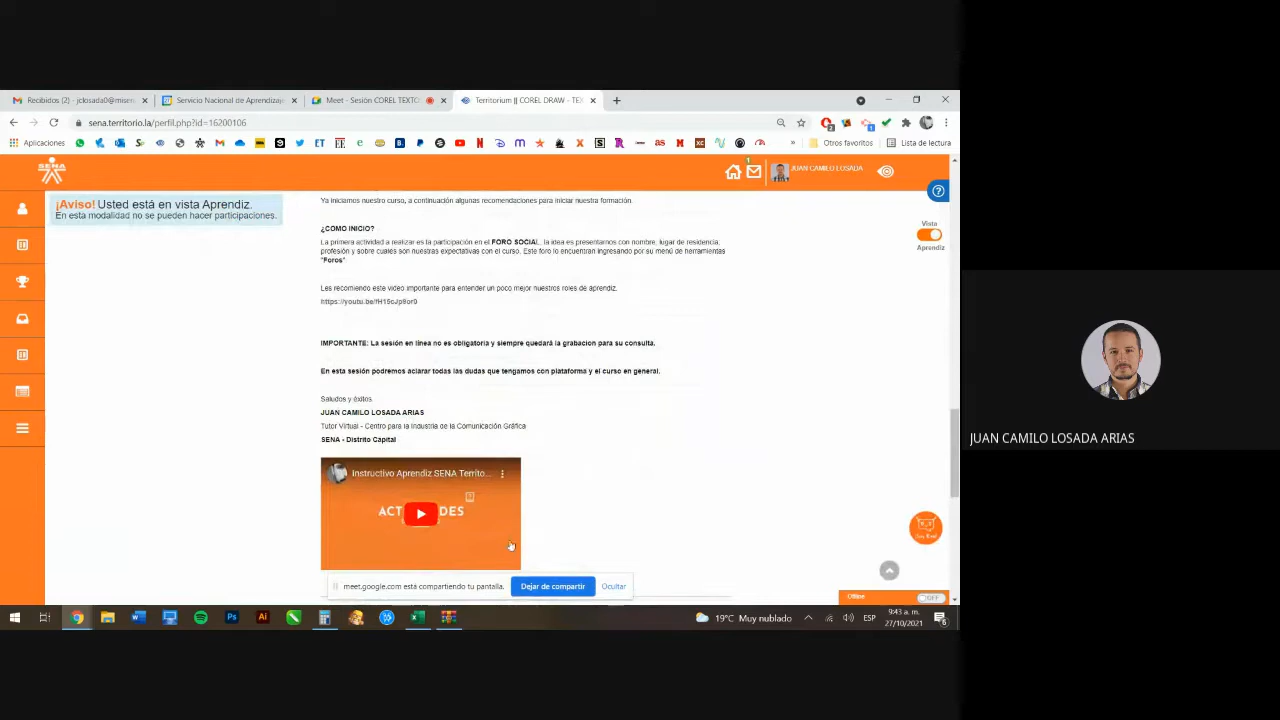 Recibidos (2) - jclosada0@misen
Servicio Nacional de Aprendizaje
Meet - Sesión COREL TEXTO
Territorium || COREL DRAW - TEX
sena.territorio.la/perfil.php?id=16200106
Aplicaciones
Otros favoritos
Lista de lectura
SENA
JUAN CAMILO LOSADA
¡Aviso! Usted está en vista Aprendiz.
En esta modalidad no se pueden hacer participaciones.
Vista
Aprendiz
Ya iniciamos nuestro curso, a continuación algunas recomendaciones para iniciar nuestra formación.
¿COMO INICIO?
La primera actividad a realizar es la participación en el FORO SOCIAL, la idea es presentarnos con nombre, lugar de residencia,
profesión y sobre cuales son nuestras expectativas con el curso. Este foro lo encuentran ingresando por su menú de herramientas
"Foros"
Les recomiendo este video importante para entender un poco mejor nuestros roles de aprendiz.
IMPORTANTE: La sesión en línea no es obligatoria y siempre quedará la grabacion para su consulta.
En esta sesión podremos aclarar todas las dudas que tengamos con plataforma y el curso en general.
Saludos y éxitos
JUAN CAMILO LOSADA ARIAS
Tutor Virtual - Centro para la Industria de la Comunicación Gráfica
SENA - Distrito Capital
Instructivo Aprendiz SENA Territo...
ACT DES
meet.google.com está compartiendo tu pantalla.
Dejar de compartir
Ocultar
Offline
OFF
19°C Muy nublado
ESP
9:43 a. m.
27/10/2021
JUAN CAMILO LOSADA ARIAS